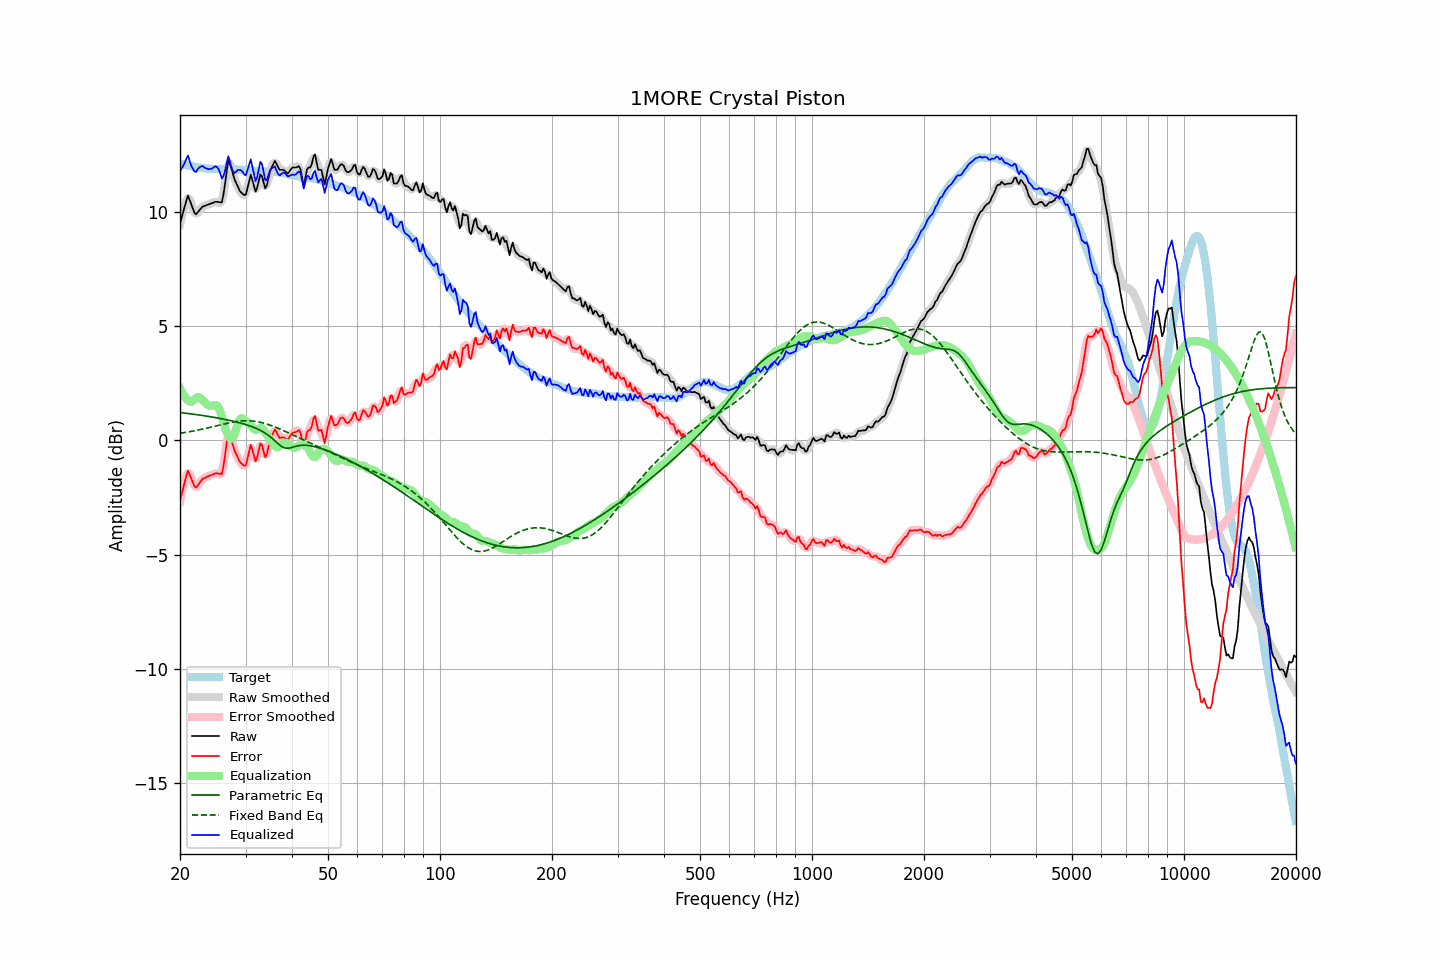 1MORE Crystal Piston
Amplitude (dBr)
10
5
0
−5
−10
−15
Target
Raw Smoothed
Error Smoothed
Raw
Error
Equalization
Parametric Eq
Fixed Band Eq
Equalized
20 50 100 200 500 1000 2000 5000 10000 20000
Frequency (Hz)